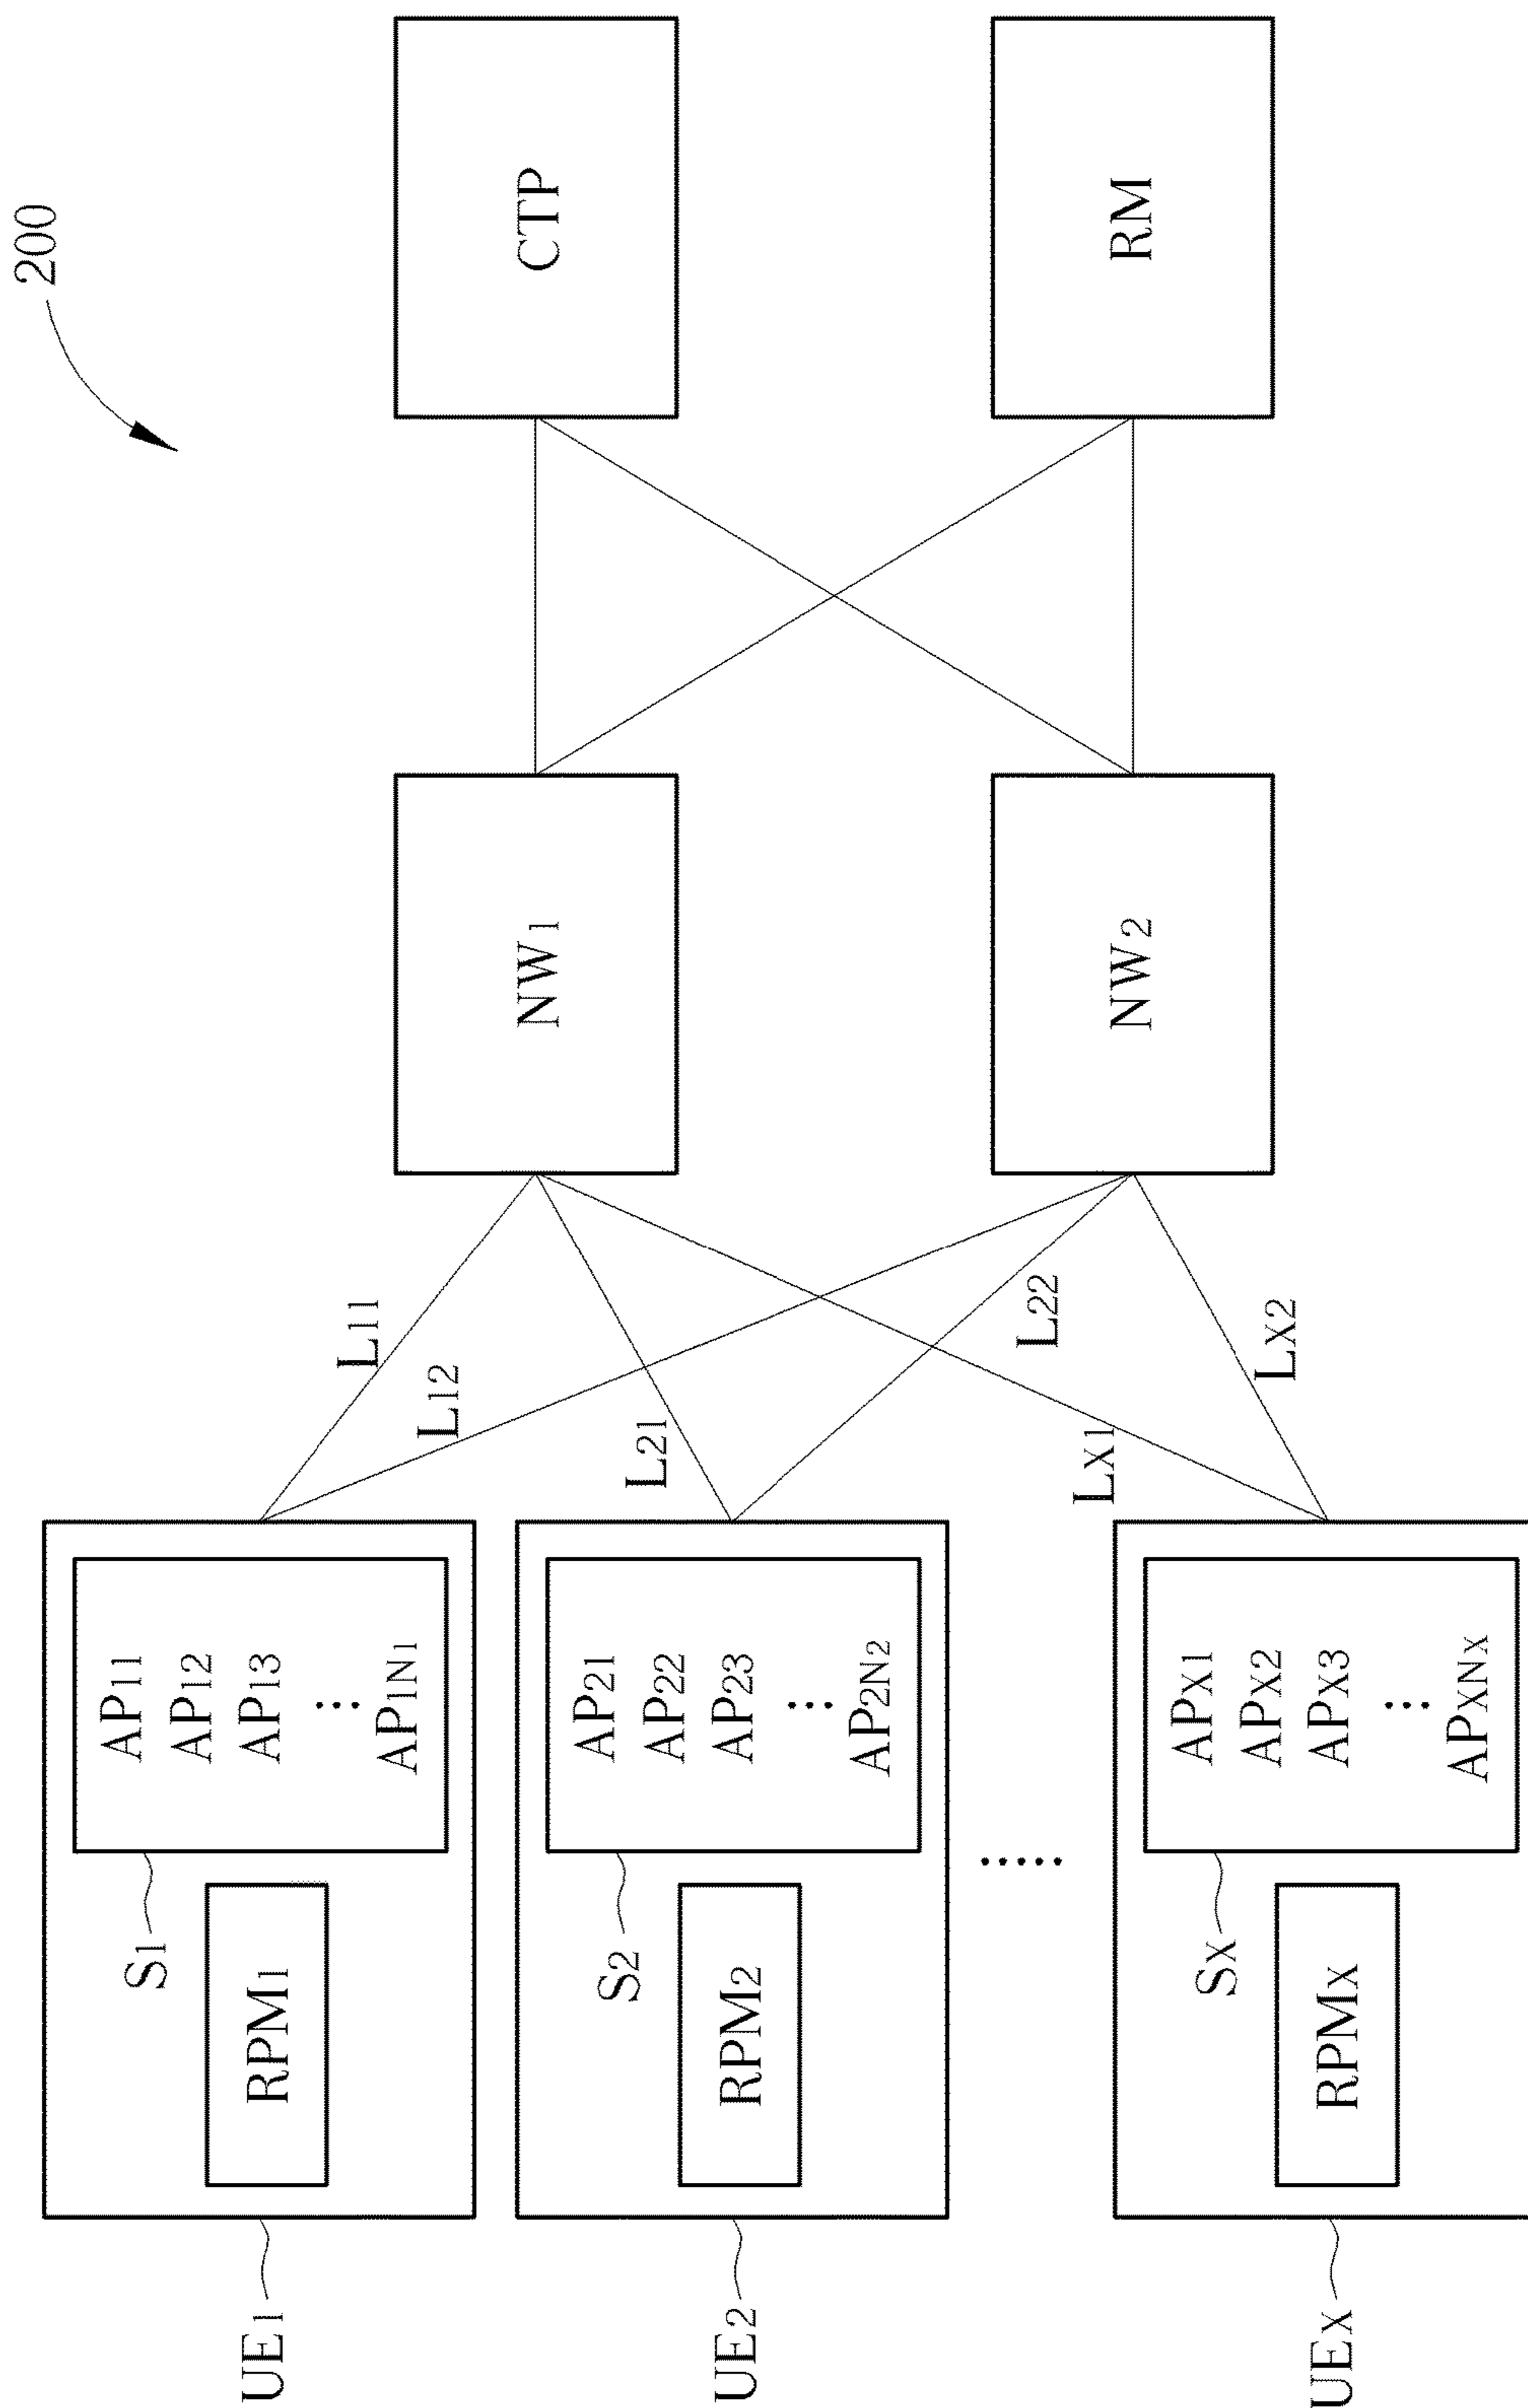 200
UE1
S1
RPM1
AP11
AP12
AP13
⋮
AP1N1
UE2
S2
RPM2
AP21
AP22
AP23
⋮
AP2N2
.....
UEX
SX
RPMX
APX1
APX2
APX3
⋮
APXNX
L11
L12
L21
L22
LX1
LX2
NW1
NW2
CTP
RM